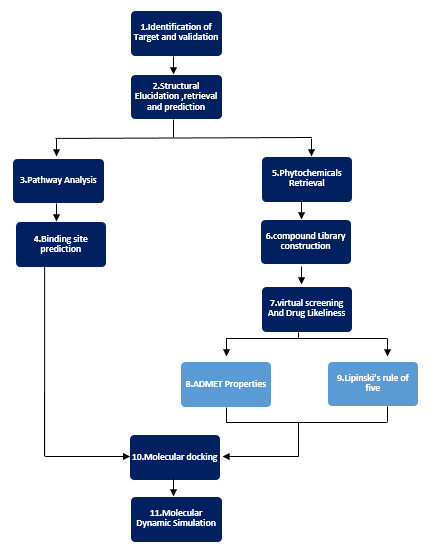 1.Identification of
Target and validation
2.Structural
Elucidation ,retrieval
and prediction
3.Pathway Analysis
4.Binding site
prediction
5.Phytochemicals
Retrieval
6.compound Library
construction
7.virtual screening
And Drug Likeliness
8.ADMET Properties
9.Lipinski's rule of
five
10.Molecular docking
11.Molecular
Dynamic Simulation